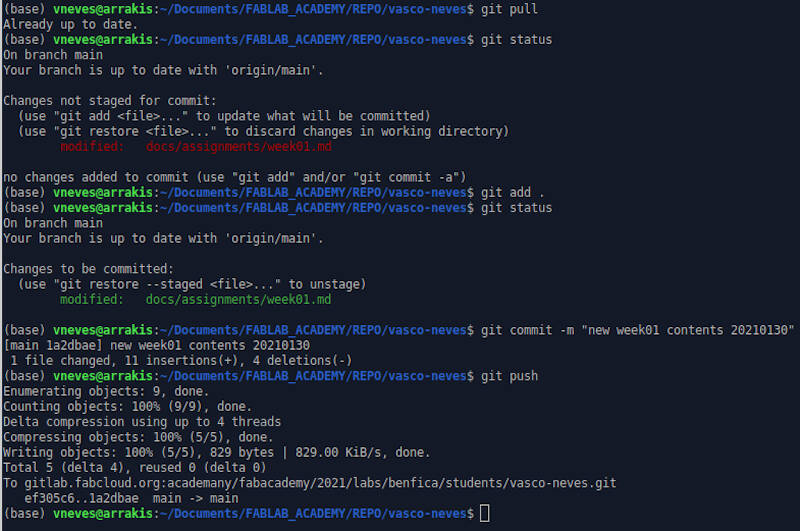 (base) vneves@arrakis:~/Documents/FABLAB_ACADEMY/REPO/vasco-neves$ git pull
Already up to date.
(base) vneves@arrakis:~/Documents/FABLAB_ACADEMY/REPO/vasco-neves$ git status
On branch main
Your branch is up to date with 'origin/main'.
Changes not staged for commit:
(use "git add <file>..." to update what will be committed)
(use "git restore <file>..." to discard changes in working directory)
modified: docs/assignments/week01.md
no changes added to commit (use "git add" and/or "git commit -a")
(base) vneves@arrakis:~/Documents/FABLAB_ACADEMY/REPO/vasco-neves$ git add .
(base) vneves@arrakis:~/Documents/FABLAB_ACADEMY/REPO/vasco-neves$ git status
On branch main
Your branch is up to date with 'origin/main'.
Changes to be committed:
(use "git restore --staged <file>..." to unstage)
modified: docs/assignments/week01.md
(base) vneves@arrakis:~/Documents/FABLAB_ACADEMY/REPO/vasco-neves$ git commit -m "new week01 contents 20210130"
[main 1a2dbae] new week01 contents 20210130
1 file changed, 11 insertions(+), 4 deletions(-)
(base) vneves@arrakis:~/Documents/FABLAB_ACADEMY/REPO/vasco-neves$ git push
Enumerating objects: 9, done.
Counting objects: 100% (9/9), done.
Delta compression using up to 4 threads
Compressing objects: 100% (5/5), done.
Writing objects: 100% (5/5), 829 bytes | 829.00 KiB/s, done.
Total 5 (delta 4), reused 0 (delta 0)
To gitlab.fabcloud.org:academany/fabacademy/2021/labs/benfica/students/vasco-neves.git
ef305c6..1a2dbae main -> main
(base) vneves@arrakis:~/Documents/FABLAB_ACADEMY/REPO/vasco-neves$